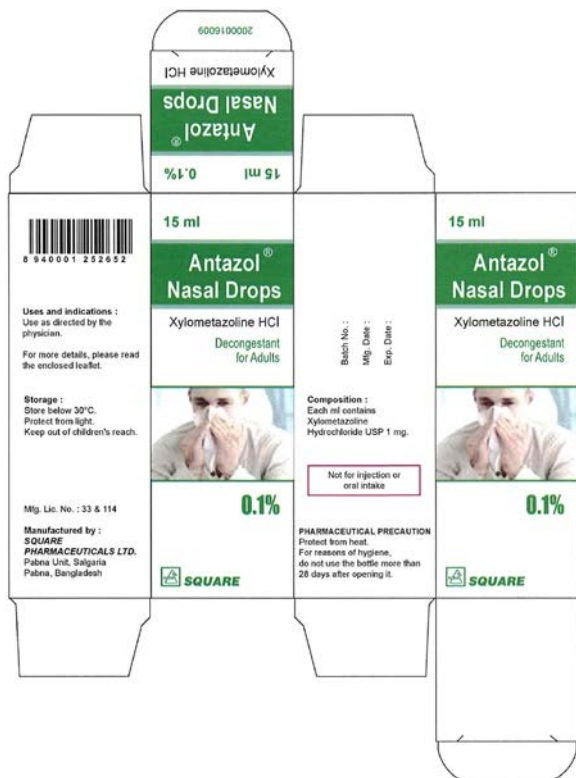 2000016009
Xylometazoline HCl
Antazol®
Nasal Drops
15 ml 0.1%
8 940001 252652
Uses and indications :
Use as directed by the
physician.
For more details, please read
the enclosed leaflet.
Storage :
Store below 30°C.
Protect from light.
Keep out of children's reach.
Mfg. Lic. No. : 33 & 114
Manufactured by :
SQUARE
PHARMACEUTICALS LTD.
Pabna Unit, Salgaria
Pabna, Bangladesh
15 ml
Antazol®
Nasal Drops
Xylometazoline HCl
Decongestant
for Adults
0.1%
SQUARE
Batch No. :
Mfg. Date :
Exp. Date :
Composition :
Each ml contains
Xylometazoline
Hydrochloride USP 1 mg.
Not for injection or
oral intake
PHARMACEUTICAL PRECAUTION
Protect from heat.
For reasons of hygiene,
do not use the bottle more than
28 days after opening it.
15 ml
Antazol®
Nasal Drops
Xylometazoline HCl
Decongestant
for Adults
0.1%
SQUARE